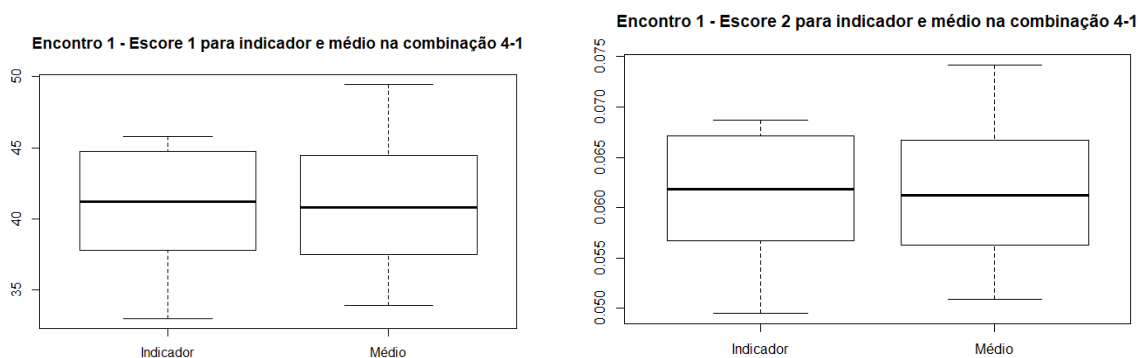 Encontro 1 - Escore 1 para indicador e médio na combinação 4-1
50
45
40
35
Indicador Médio
Encontro 1 - Escore 2 para indicador e médio na combinação 4-1
0.075
0.070
0.065
0.060
0.055
0.050
Indicador Médio